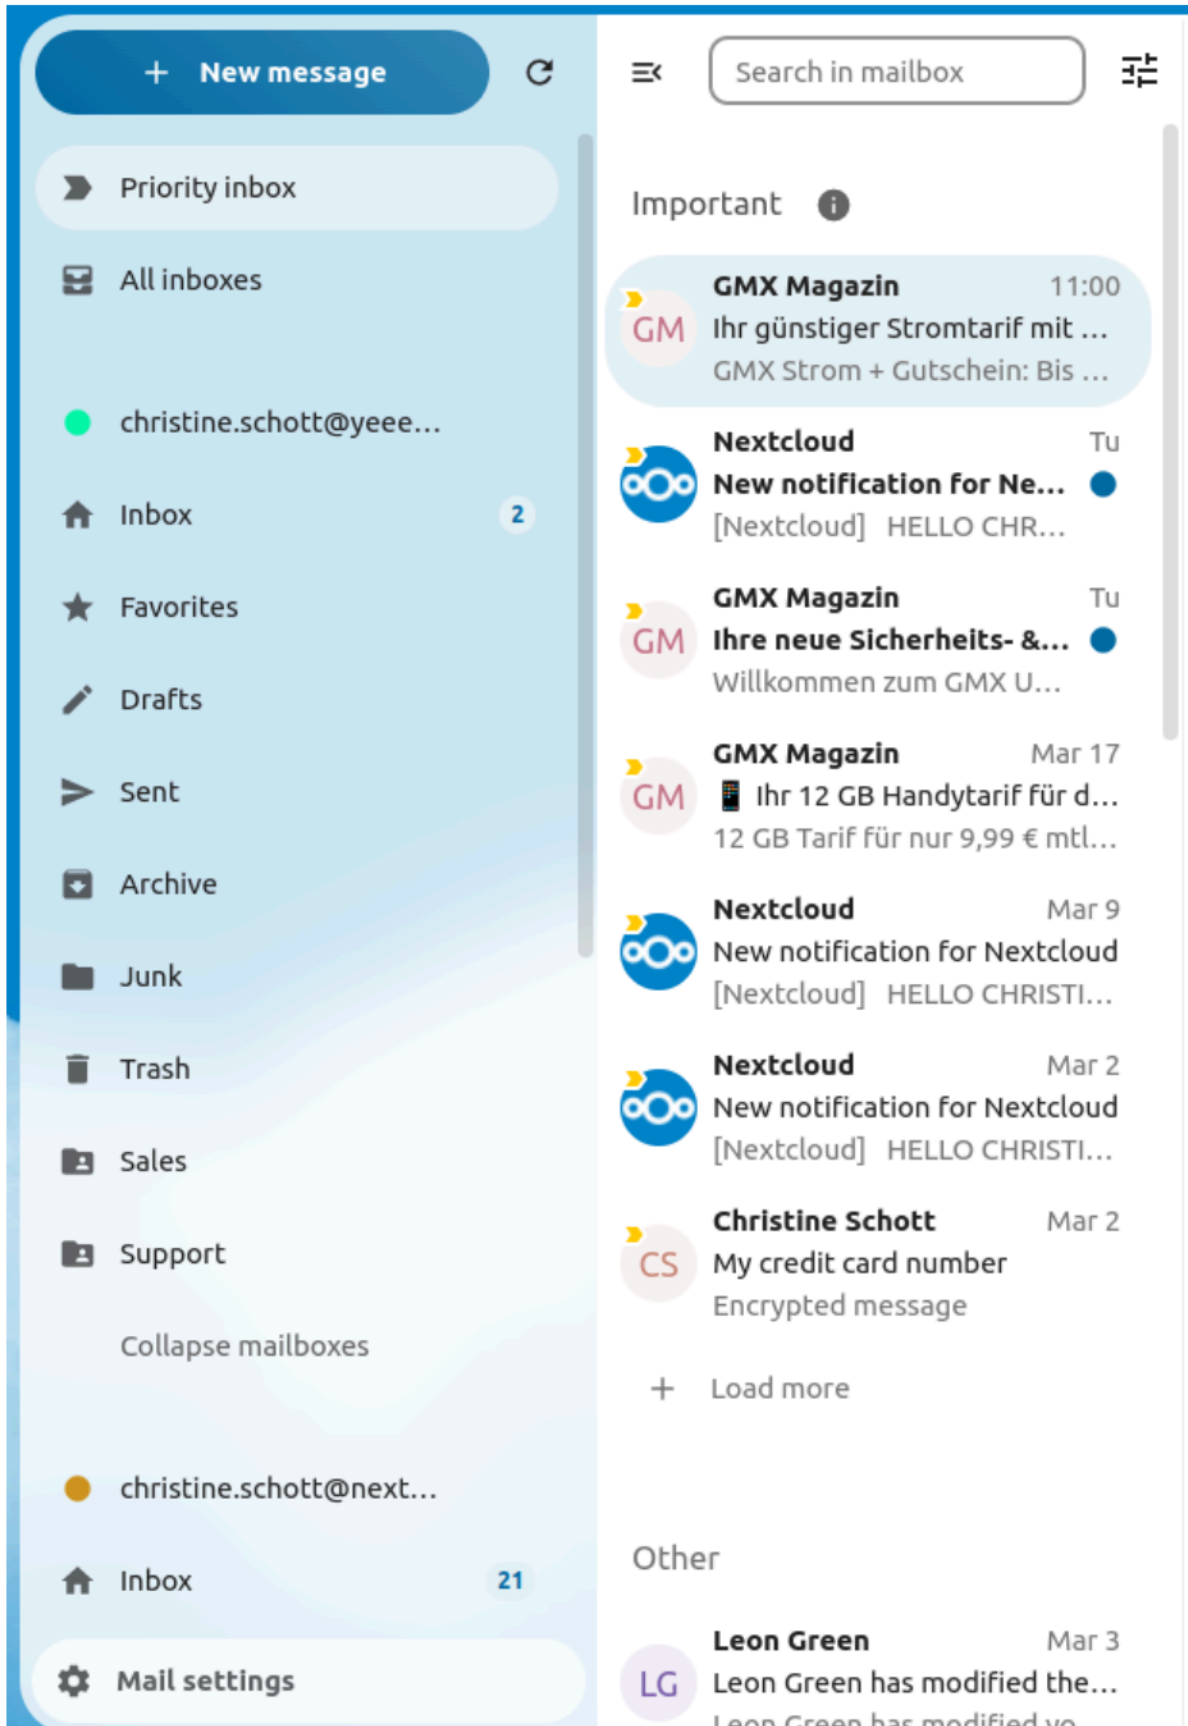 + New message
Priority inbox
All inboxes
christine.schott@yeee...
Inbox 2
Favorites
Drafts
Sent
Archive
Junk
Trash
Sales
Support
Collapse mailboxes
christine.schott@next...
Inbox 21
Mail settings
Search in mailbox
Important
GM
GMX Magazin 11:00
Ihr günstiger Stromtarif mit ...
GMX Strom + Gutschein: Bis ...
Nextcloud Tu
New notification for Ne...
[Nextcloud] HELLO CHR...
GM
GMX Magazin Tu
Ihre neue Sicherheits- &...
Willkommen zum GMX U...
GM
GMX Magazin Mar 17
📱 Ihr 12 GB Handytarif für d...
12 GB Tarif für nur 9,99 € mtl...
Nextcloud Mar 9
New notification for Nextcloud
[Nextcloud] HELLO CHRISTI...
Nextcloud Mar 2
New notification for Nextcloud
[Nextcloud] HELLO CHRISTI...
CS
Christine Schott Mar 2
My credit card number
Encrypted message
+ Load more
Other
LG
Leon Green Mar 3
Leon Green has modified the...
Leon Green has modified yo